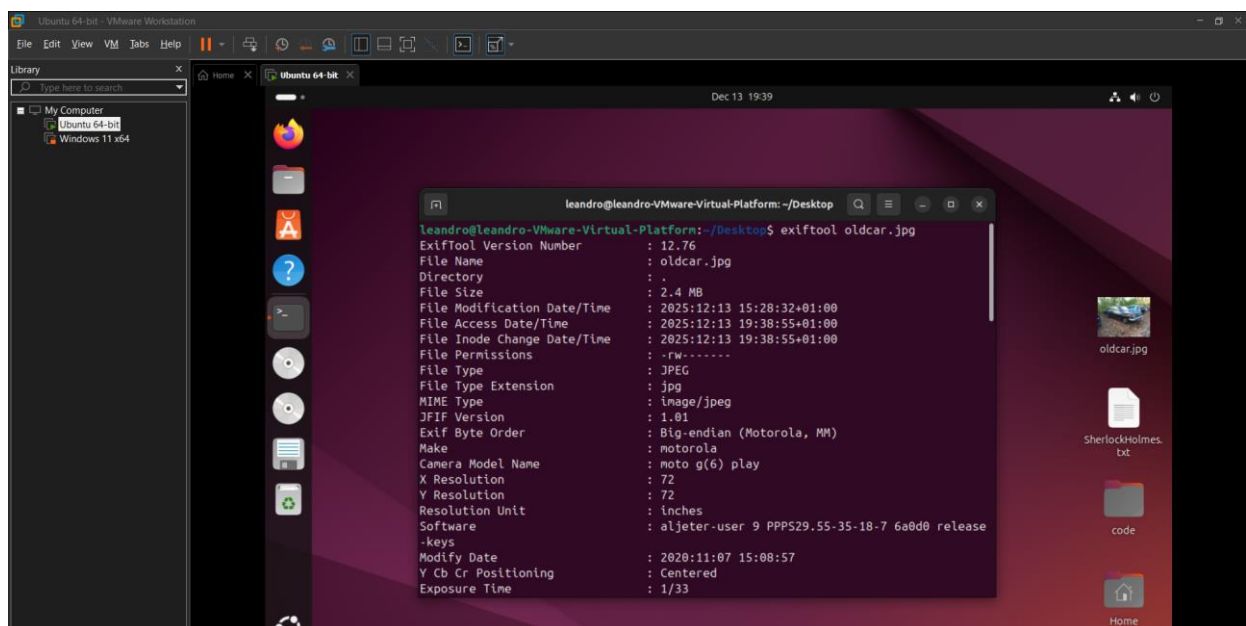 Ubuntu 64-bit - VMware Workstation
File Edit View VM Tabs Help
Library
Type here to search
My Computer
Ubuntu 64-bit
Windows 11 x64
Home
Ubuntu 64-bit
Dec 13 19:39
leandro@leandro-VMware-Virtual-Platform: ~/Desktop
leandro@leandro-VMware-Virtual-Platform:~/Desktop$ exiftool oldcar.jpg
ExifTool Version Number : 12.76
File Name : oldcar.jpg
Directory : .
File Size : 2.4 MB
File Modification Date/Time : 2025:12:13 15:28:32+01:00
File Access Date/Time : 2025:12:13 19:38:55+01:00
File Inode Change Date/Time : 2025:12:13 19:38:55+01:00
File Permissions : -rw-------
File Type : JPEG
File Type Extension : jpg
MIME Type : image/jpeg
JFIF Version : 1.01
Exif Byte Order : Big-endian (Motorola, MM)
Make : motorola
Camera Model Name : moto g(6) play
X Resolution : 72
Y Resolution : 72
Resolution Unit : inches
Software : aljeter-user 9 PPPS29.55-35-18-7 6a0d0 release
-keys
Modify Date : 2020:11:07 15:08:57
Y Cb Cr Positioning : Centered
Exposure Time : 1/33
oldcar.jpg
SherlockHolmes.
txt
code
Home